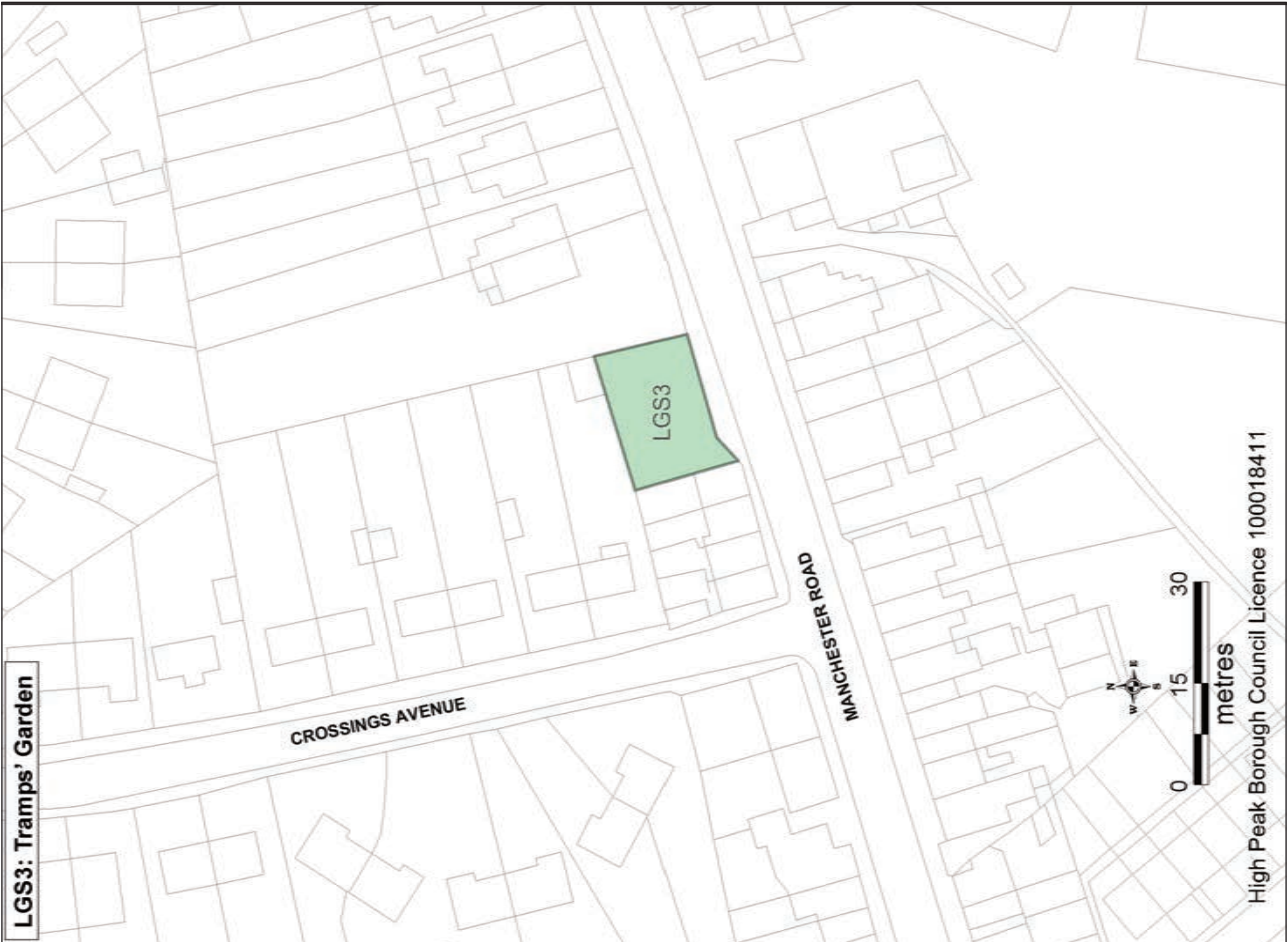 LGS3: Tramps' Garden
LGS3
CROSSINGS AVENUE
MANCHESTER ROAD
N
W E
S
0 15 30
metres
High Peak Borough Council Licence 100018411